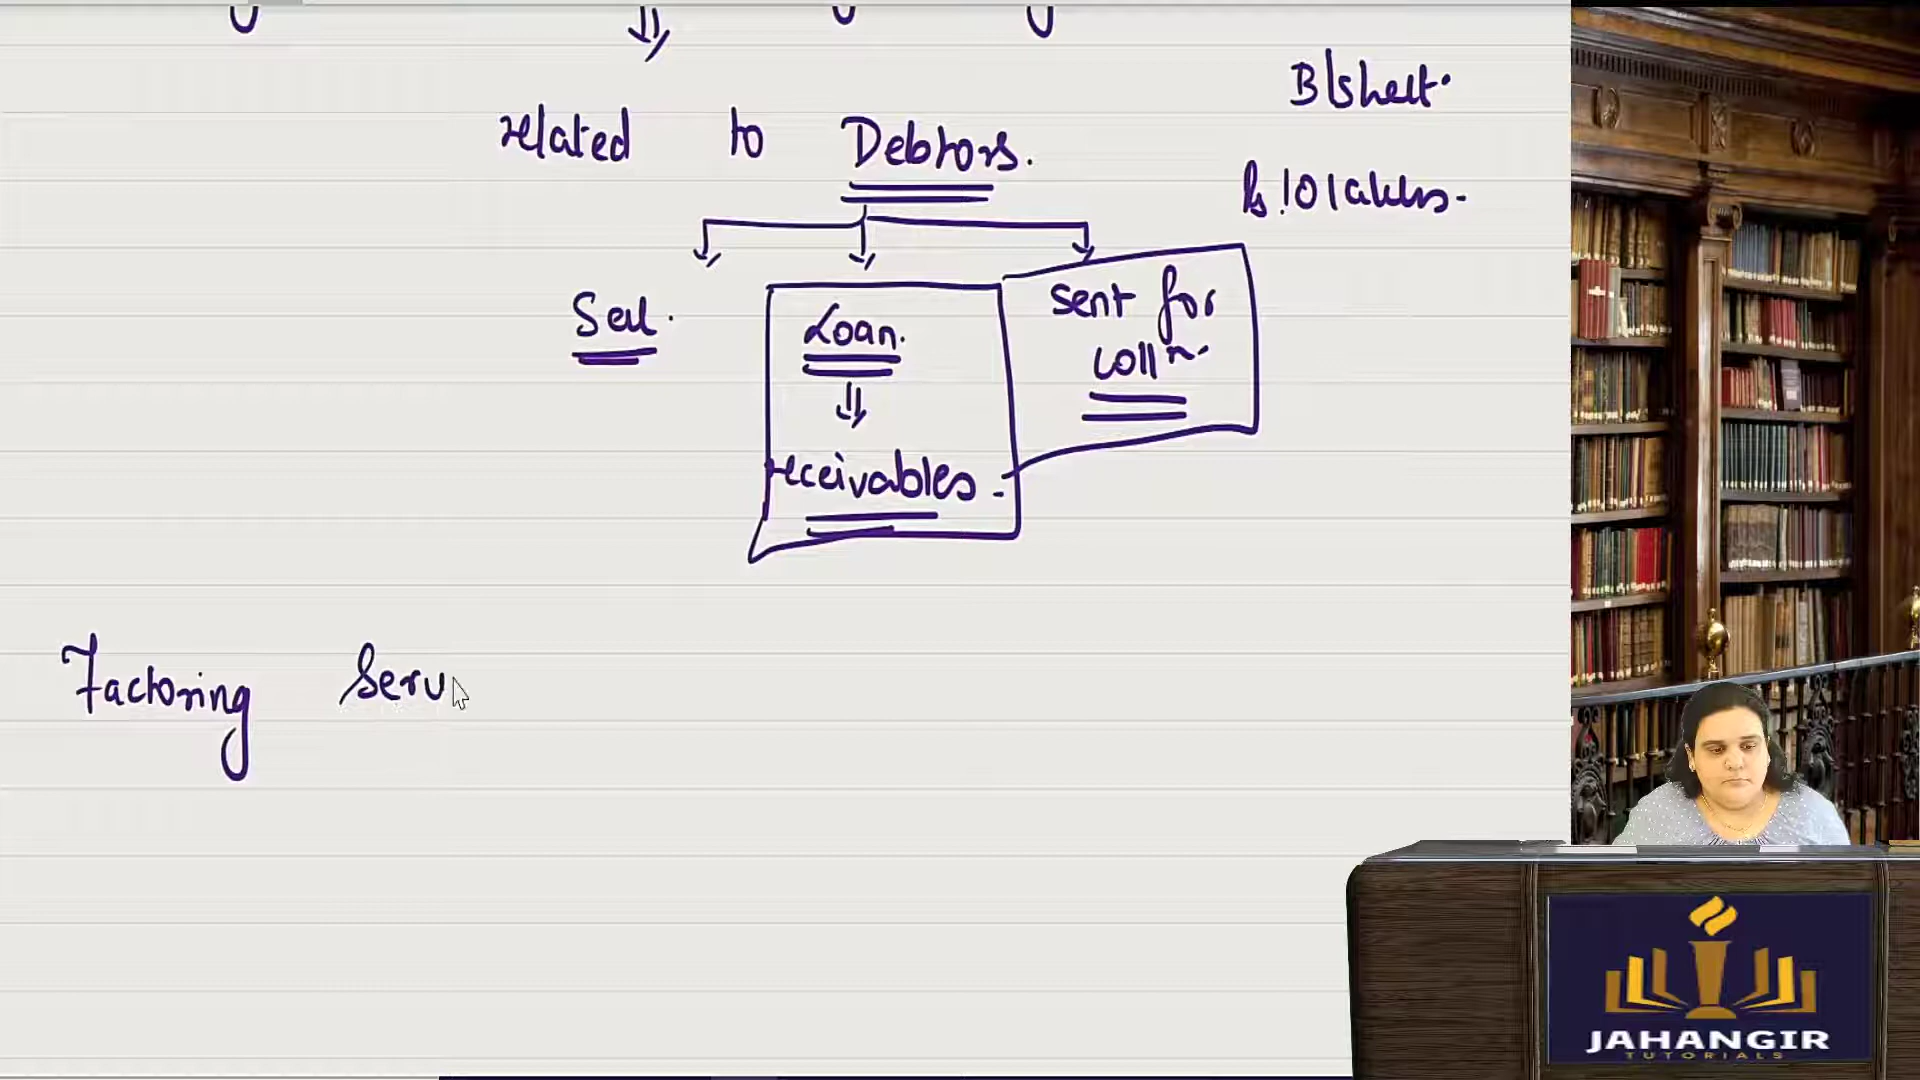 B/sheet.
related to Debtors.
Rs. 10 lakhs.
Sell.
Loan.
sent for
colln.
receivables.
Factoring Serv
JAHANGIR
TUTORIALS